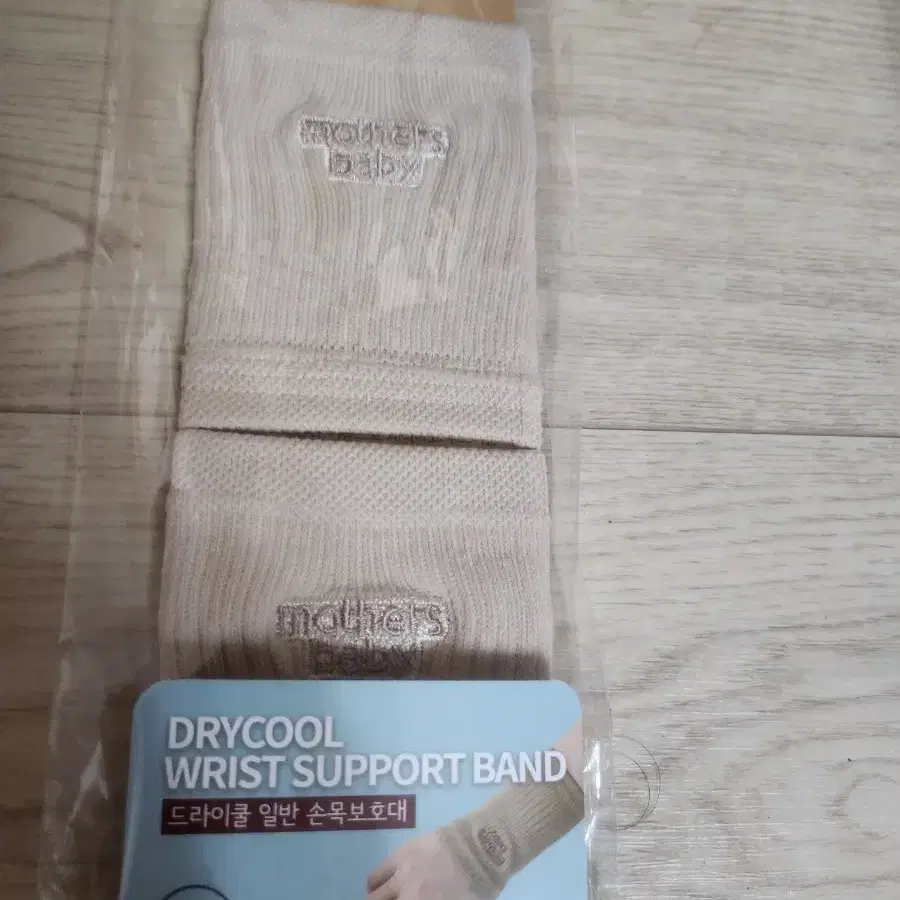 mothers
baby
mothers
baby
DRYCOOL
WRIST SUPPORT BAND
드라이쿨 일반 손목보호대